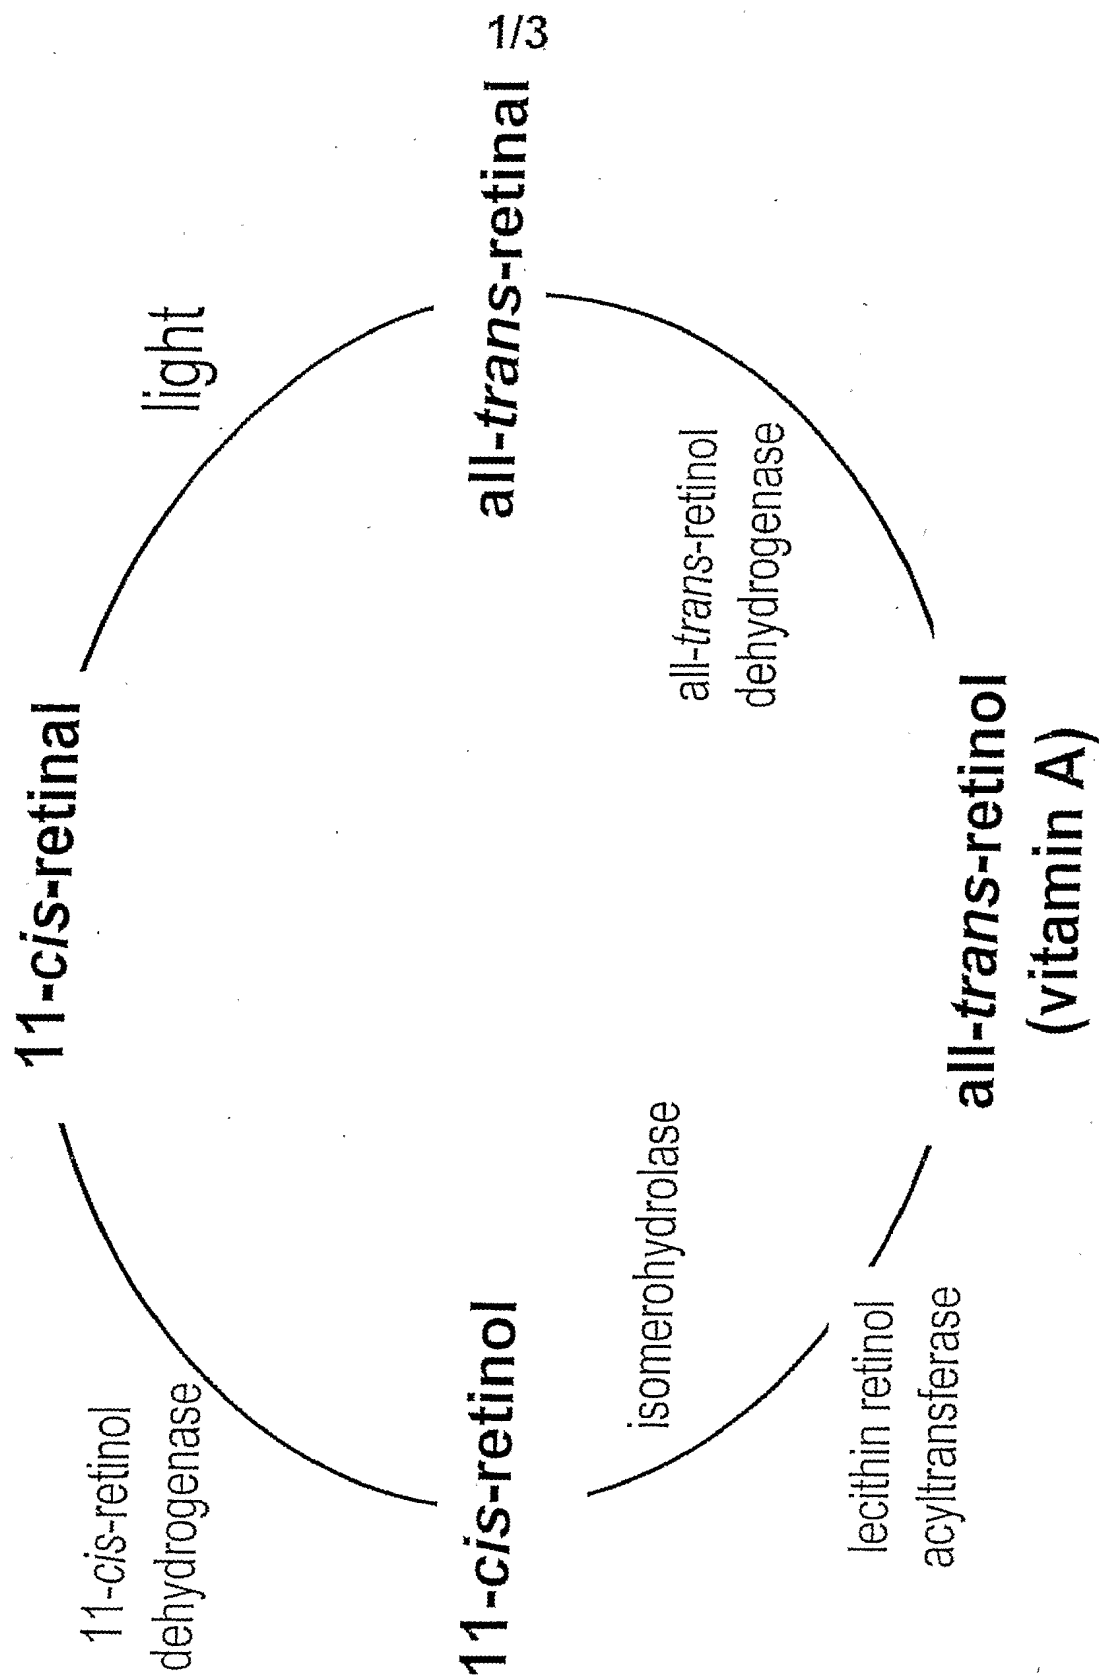 1/3
11-cis-retinal
light
all-trans-retinal
all-trans-retinol
dehydrogenase
all-trans-retinol
(vitamin A)
lecithin retinol
acyltransferase
isomerohydrolase
11-cis-retinol
11-cis-retinol
dehydrogenase